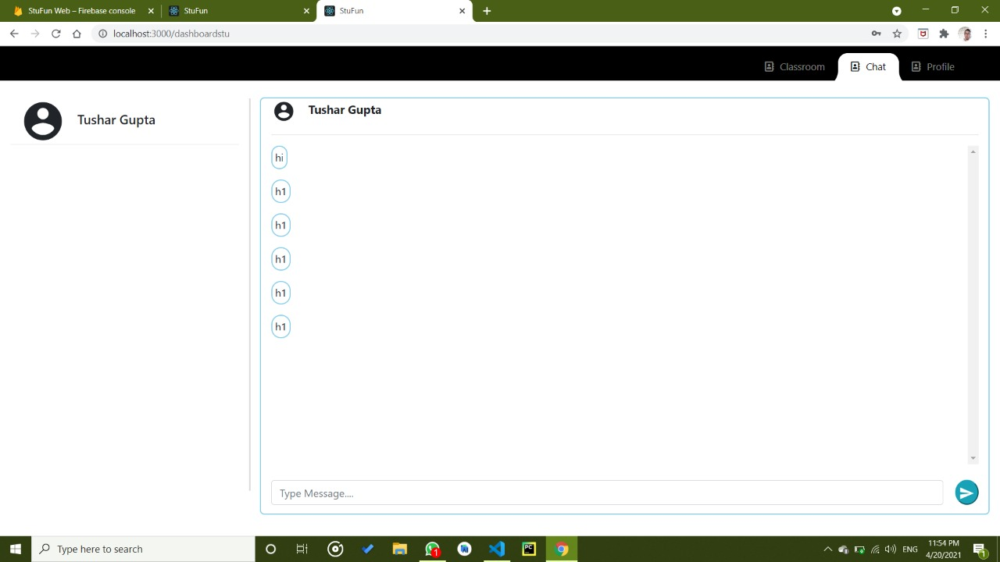 StuFun Web – Firebase console
StuFun
StuFun
localhost:3000/dashboardstu
Classroom
Chat
Profile
Tushar Gupta
Tushar Gupta
hi
h1
h1
h1
h1
h1
Type Message....
Type here to search
1
PC
ENG
11:54 PM
4/20/2021
1